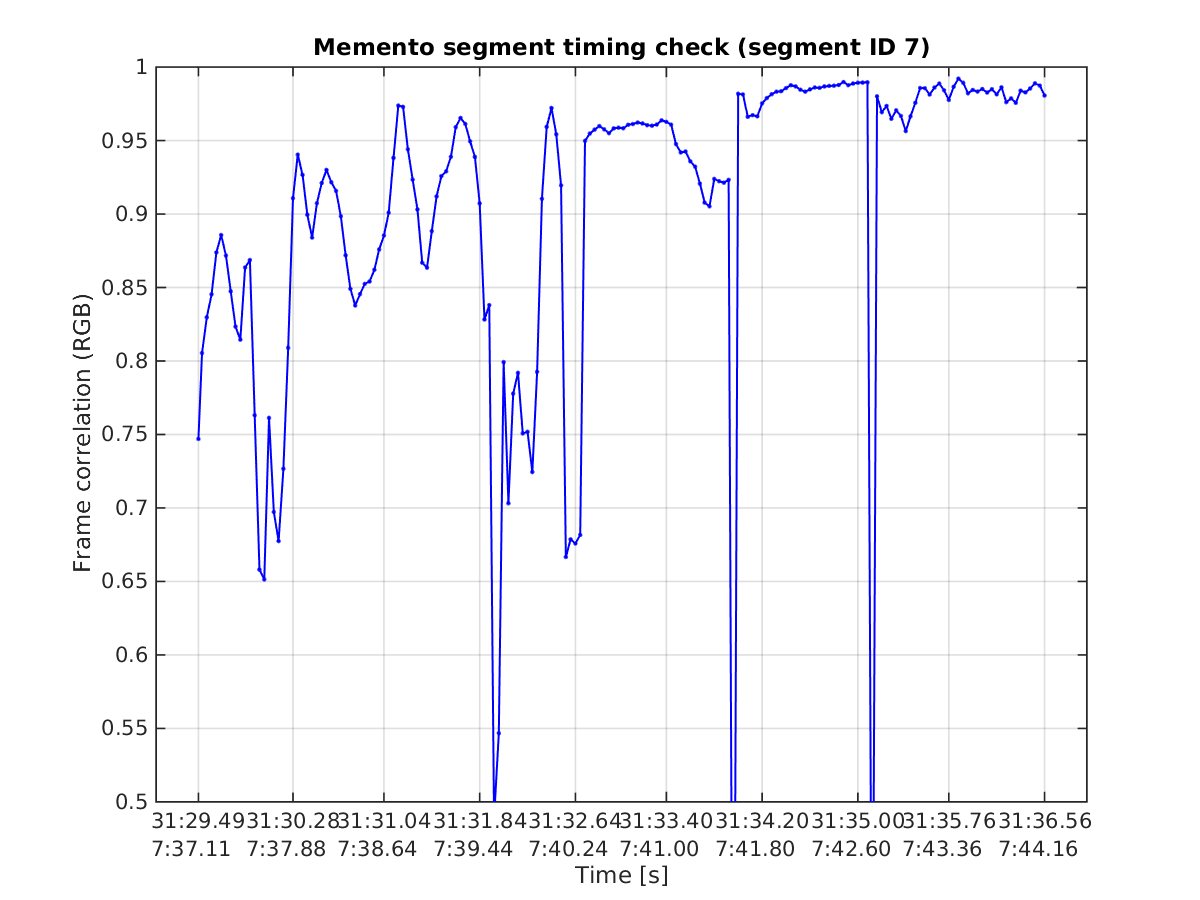 Memento segment timing check (segment ID 7)
1
0.95
0.9
0.85
0.8
0.75
0.7
0.65
0.6
0.55
0.5
Frame correlation (RGB)
31:29.49 31:30.28 31:31.04 31:31.84 31:32.64 31:33.40 31:34.20 31:35.00 31:35.76 31:36.56
7:37.11 7:37.88 7:38.64 7:39.44 7:40.24 7:41.00 7:41.80 7:42.60 7:43.36 7:44.16
Time [s]